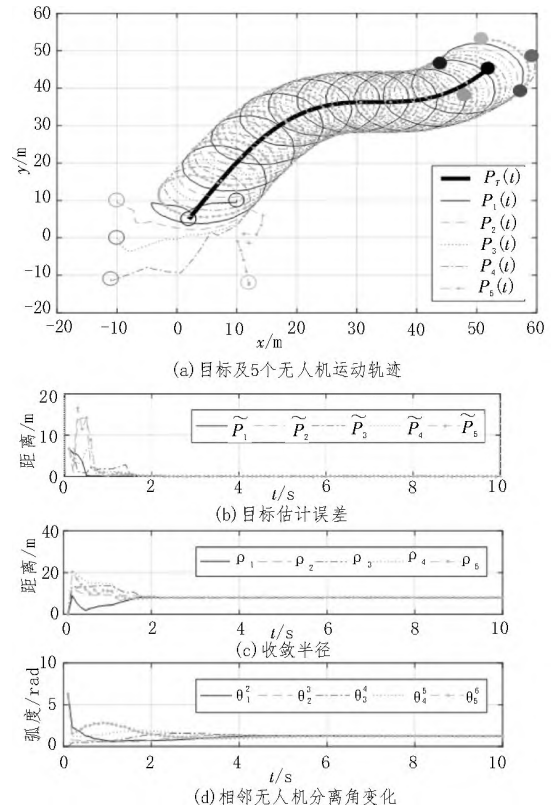 60
50
40
30
20
10
0
-10
-20
y/m
P_T(t)
P_1(t)
P_2(t)
P_3(t)
P_4(t)
P_5(t)
-20 -10 0 10 20 30 40 50 60
x/m
(a)目标及5个无人机运动轨迹
20
10
0
距离/m
P̃_1 P̃_2 P̃_3 P̃_4 P̃_5
0 2 4 6 8 10
t/s
(b)目标估计误差
40
20
0
距离/m
ρ_1 ρ_2 ρ_3 ρ_4 ρ_5
0 2 4 6 8 10
t/s
(c)收敛半径
10
5
0
弧度/rad
θ_1^2 θ_2^3 θ_3^4 θ_4^5 θ_5^6
0 2 4 6 8 10
t/s
(d)相邻无人机分离角变化